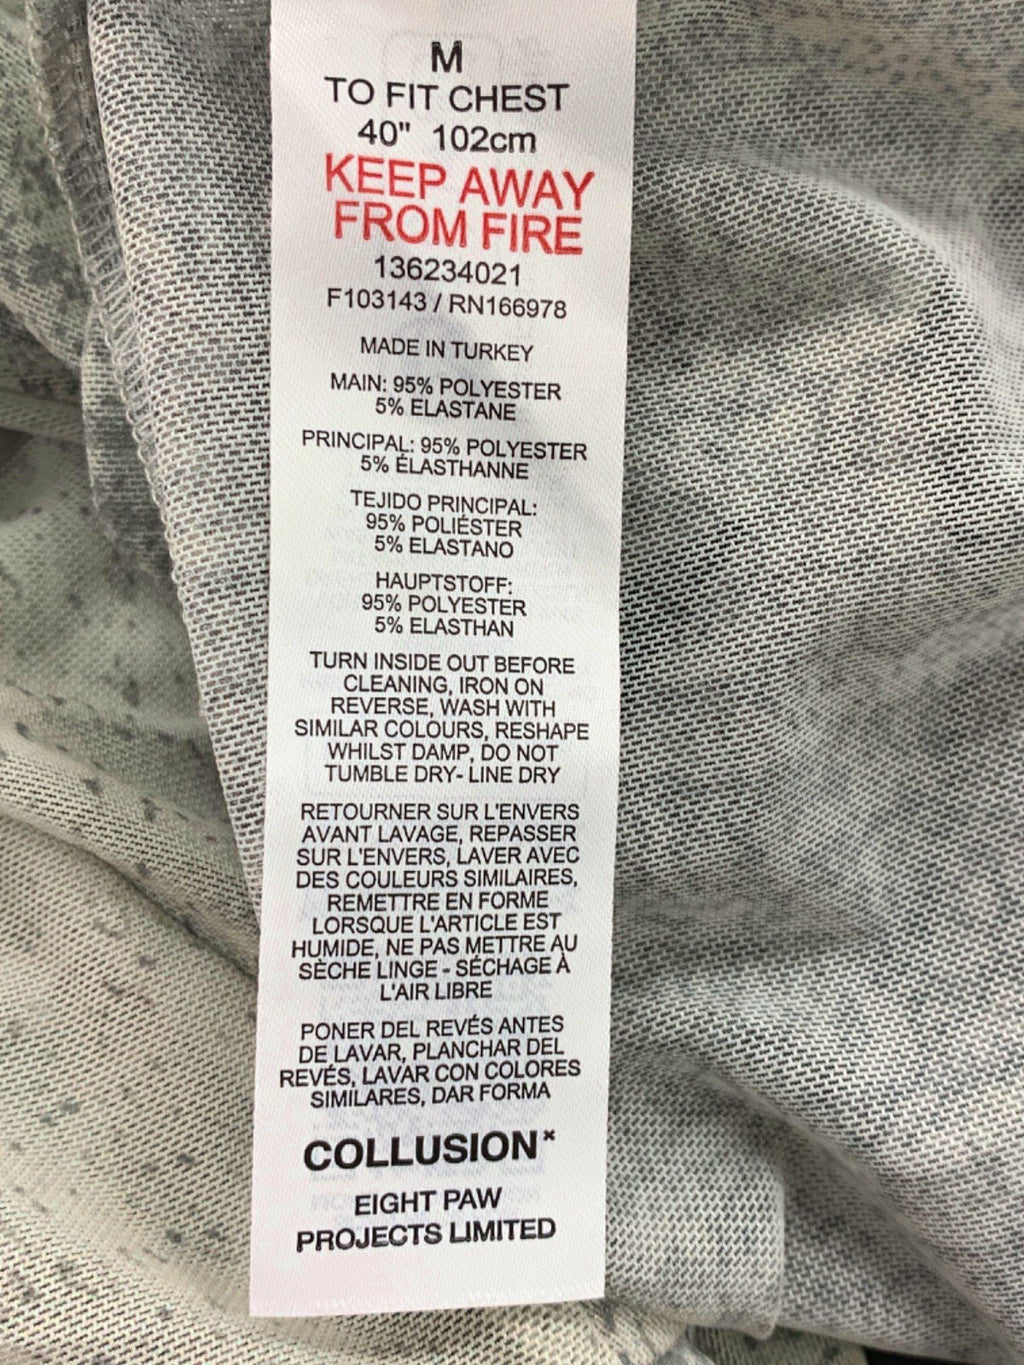 M
TO FIT CHEST
40" 102cm
KEEP AWAY
FROM FIRE
136234021
F103143 / RN166978
MADE IN TURKEY
MAIN: 95% POLYESTER
5% ELASTANE
PRINCIPAL: 95% POLYESTER
5% ÉLASTHANNE
TEJIDO PRINCIPAL:
95% POLIÉSTER
5% ELASTANO
HAUPTSTOFF:
95% POLYESTER
5% ELASTHAN
TURN INSIDE OUT BEFORE
CLEANING, IRON ON
REVERSE, WASH WITH
SIMILAR COLOURS, RESHAPE
WHILST DAMP, DO NOT
TUMBLE DRY- LINE DRY
RETOURNER SUR L'ENVERS
AVANT LAVAGE, REPASSER
SUR L'ENVERS, LAVER AVEC
DES COULEURS SIMILAIRES,
REMETTRE EN FORME
LORSQUE L'ARTICLE EST
HUMIDE, NE PAS METTRE AU
SÈCHE LINGE - SÉCHAGE À
L'AIR LIBRE
PONER DEL REVÉS ANTES
DE LAVAR, PLANCHAR DEL
REVÉS, LAVAR CON COLORES
SIMILARES, DAR FORMA
COLLUSION×
EIGHT PAW
PROJECTS LIMITED